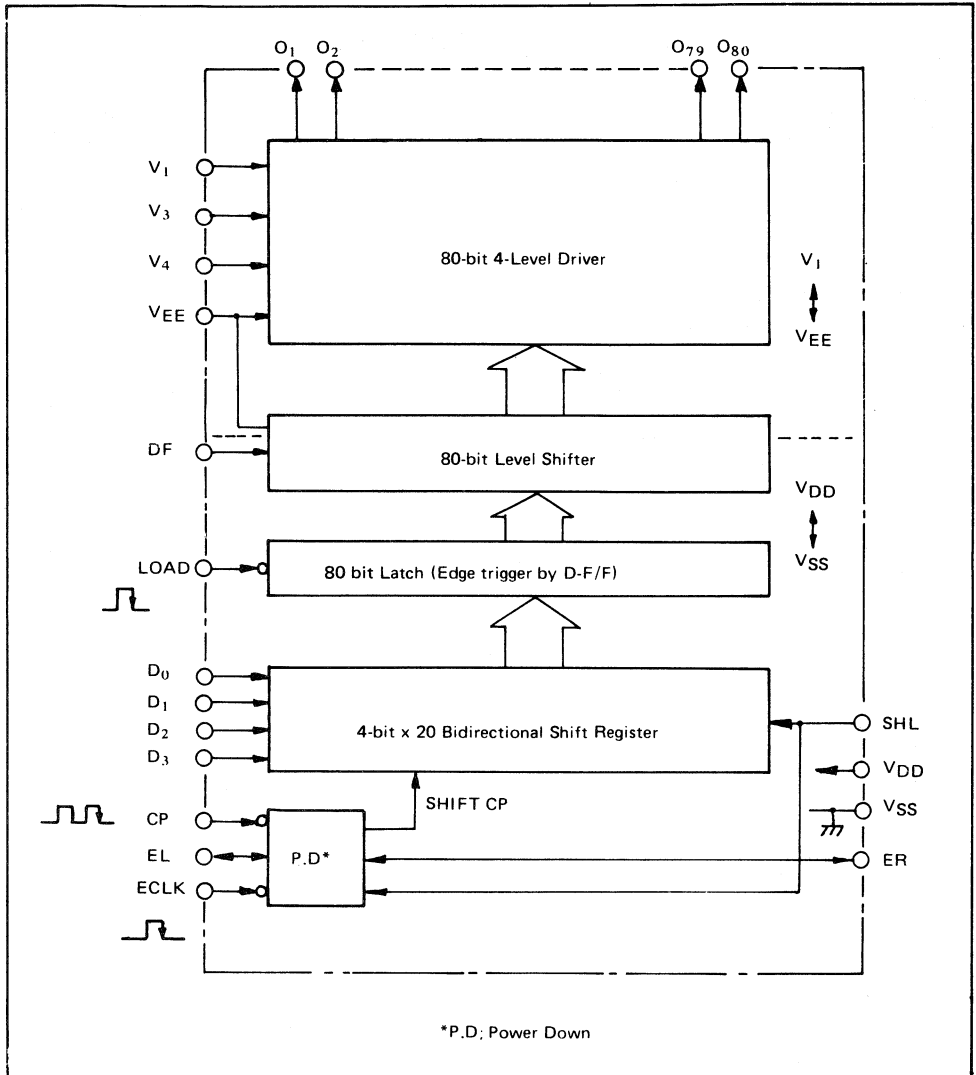 O1 O2 O79 O80
V1
V3
V4
VEE
80-bit 4-Level Driver
V1
VEE
DF
80-bit Level Shifter
VDD
VSS
LOAD
80 bit Latch (Edge trigger by D-F/F)
D0
D1
D2
D3
4-bit x 20 Bidirectional Shift Register
SHL
VDD
SHIFT CP
VSS
CP
EL
P.D*
ER
ECLK
*P.D; Power Down